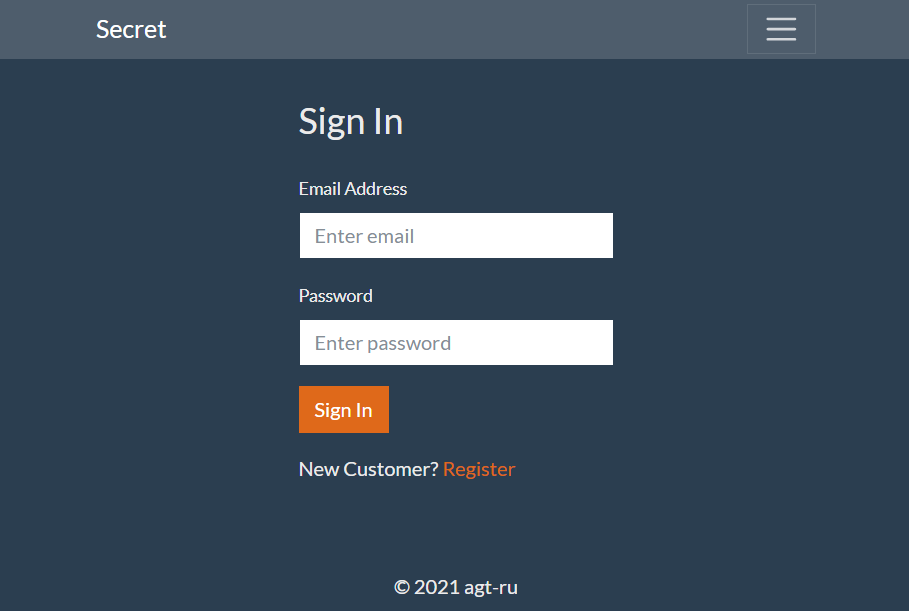 Secret
Sign In
Email Address
Enter email
Password
Enter password
Sign In
New Customer? Register
© 2021 agt-ru